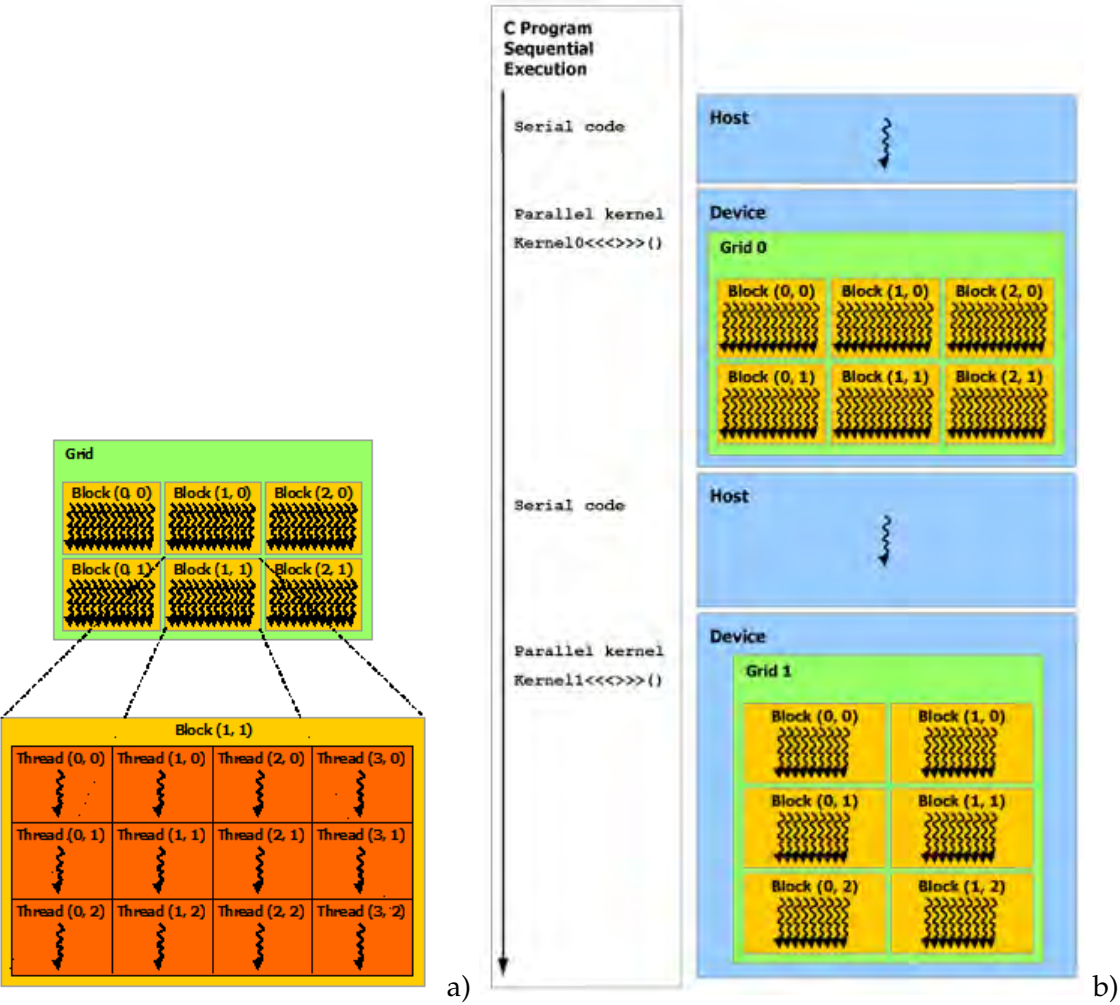 Grid
Block (0, 0) Block (1, 0) Block (2, 0)
Block (0, 1) Block (1, 1) Block (2, 1)
Block (1, 1)
Thread (0, 0) Thread (1, 0) Thread (2, 0) Thread (3, 0)
Thread (0, 1) Thread (1, 1) Thread (2, 1) Thread (3, 1)
Thread (0, 2) Thread (1, 2) Thread (2, 2) Thread (3, 2)
a)
C Program
Sequential
Execution
Serial code
Host
Parallel kernel
Kernel0<<<>>>()
Device
Grid 0
Block (0, 0) Block (1, 0) Block (2, 0)
Block (0, 1) Block (1, 1) Block (2, 1)
Serial code
Host
Parallel kernel
Kernel1<<<>>>()
Device
Grid 1
Block (0, 0) Block (1, 0)
Block (0, 1) Block (1, 1)
Block (0, 2) Block (1, 2)
b)